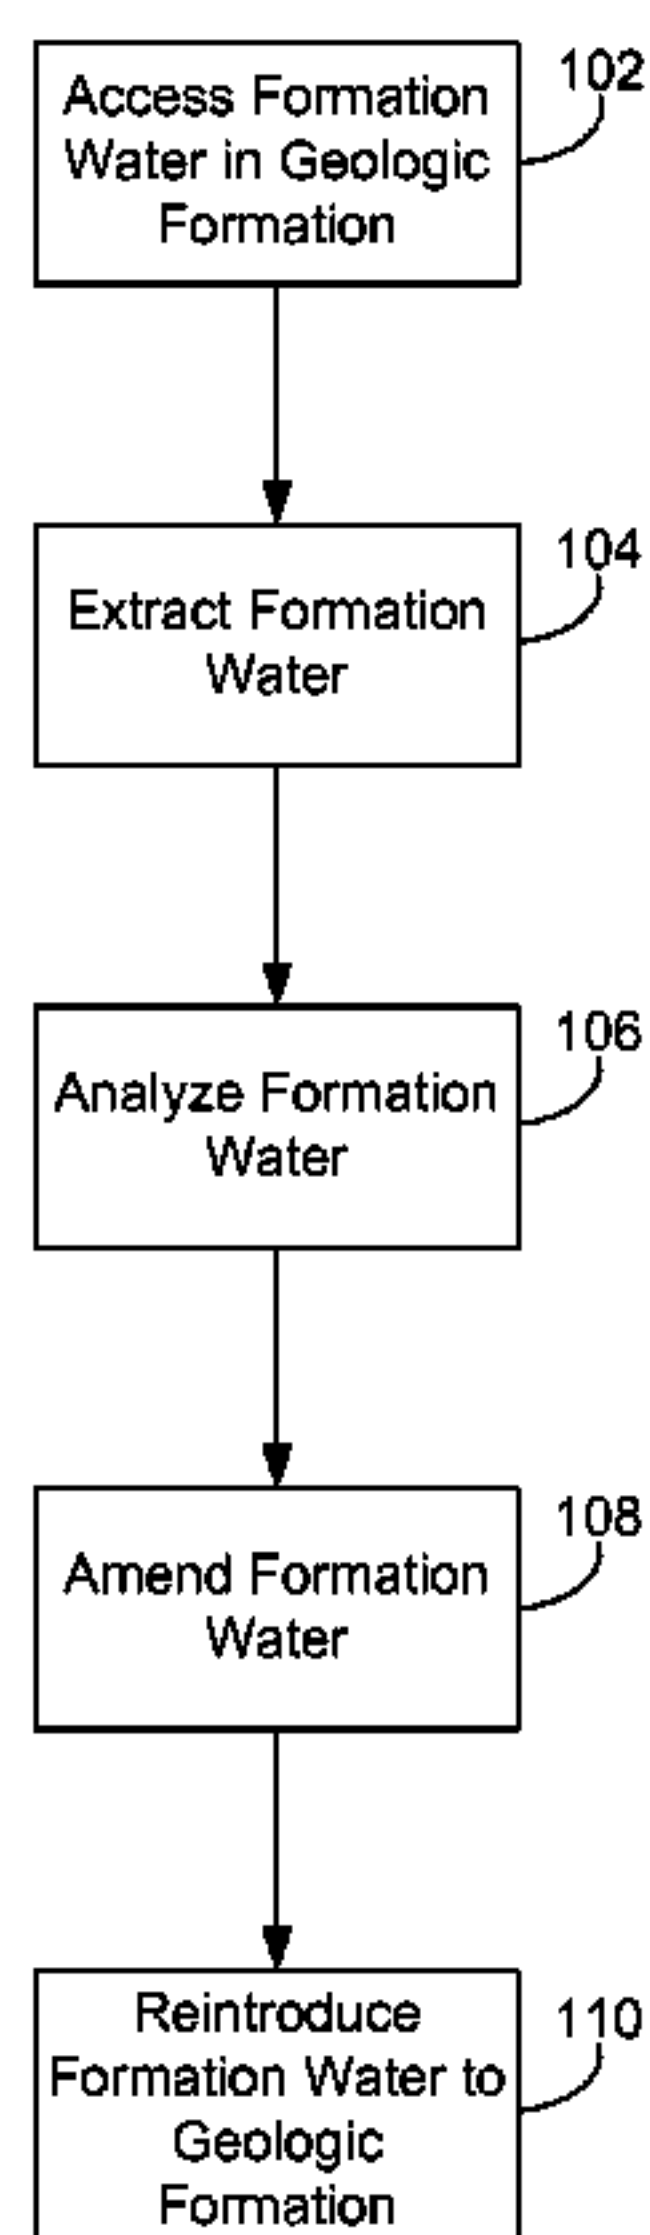 102
Access Formation
Water in Geologic
Formation
104
Extract Formation
Water
106
Analyze Formation
Water
108
Amend Formation
Water
110
Reintroduce
Formation Water to
Geologic
Formation